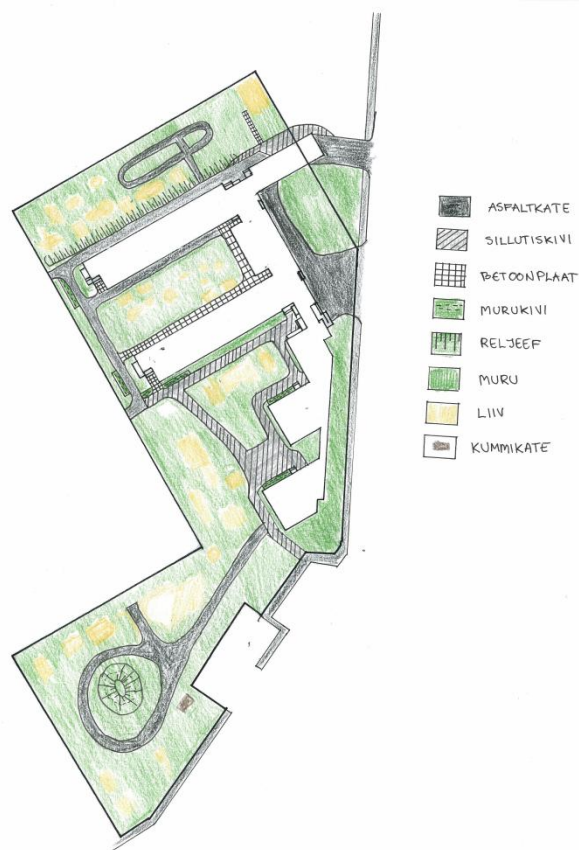 ASFALTKATE
SILLUTISKIVI
BETOONPLAAT
MURUKIVI
RELJEEF
MURU
LIIV
KUMMIKATE